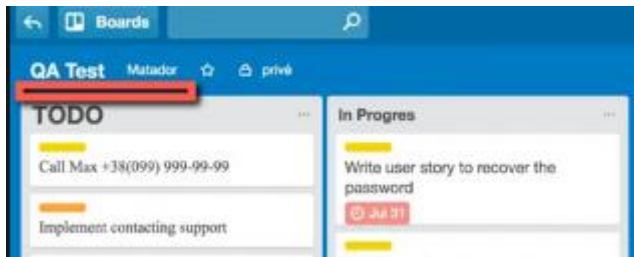 Boards
QA Test Matador privé
TODO
Call Max +38(099) 999-99-99
Implement contacting support
In Progres
Write user story to recover the
password
Jul 31